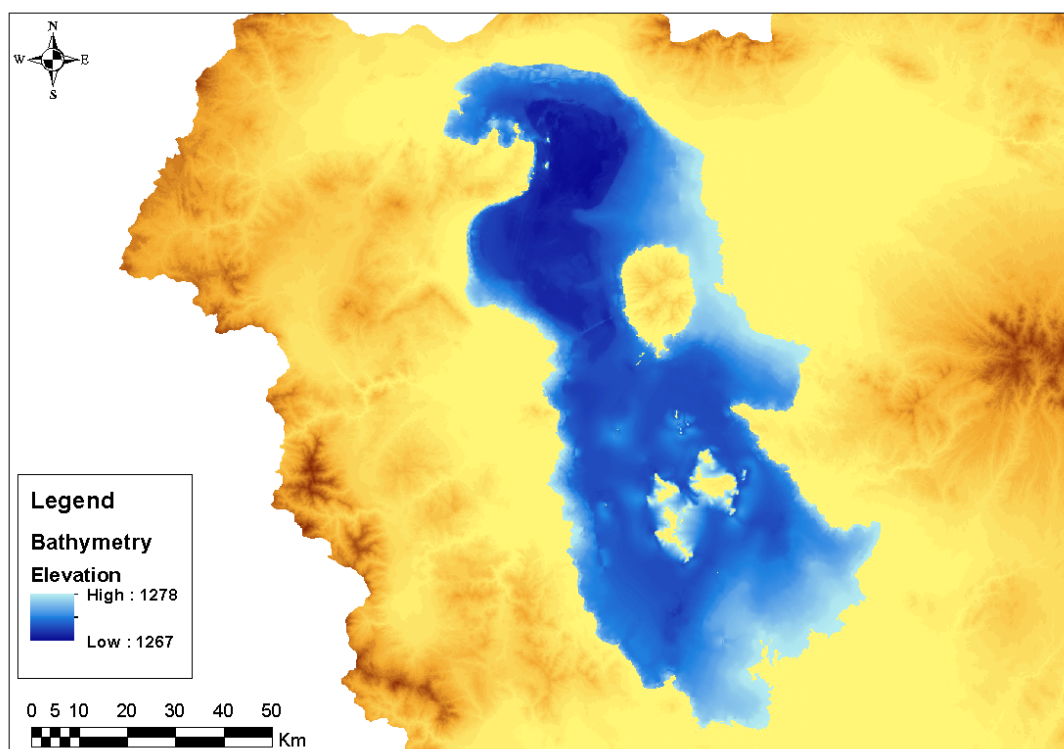 N
W E
S
Legend
Bathymetry
Elevation
High : 1278
Low : 1267
0 5 10 20 30 40 50
Km